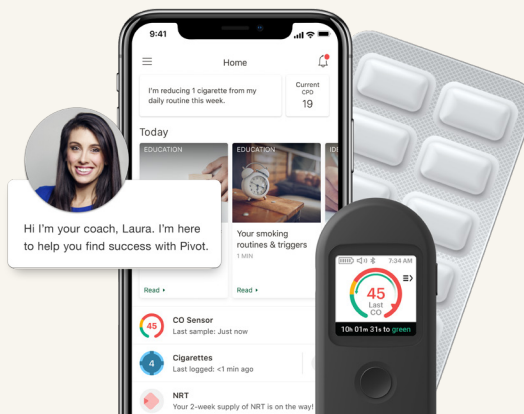 9:41
Home
I'm reducing 1 cigarette from my
daily routine this week.
Current
CPD
19
Today
EDUCATION
EDUCATION
Your smoking
routines & triggers
1 MIN
Read
Read
Hi I'm your coach, Laura. I'm here
to help you find success with Pivot.
45
CO Sensor
Last sample: Just now
4
Cigarettes
Last logged: <1 min ago
NRT
Your 2-week supply of NRT is on the way!
7:34 AM
45
Last
CO
10h 01m 31s to green